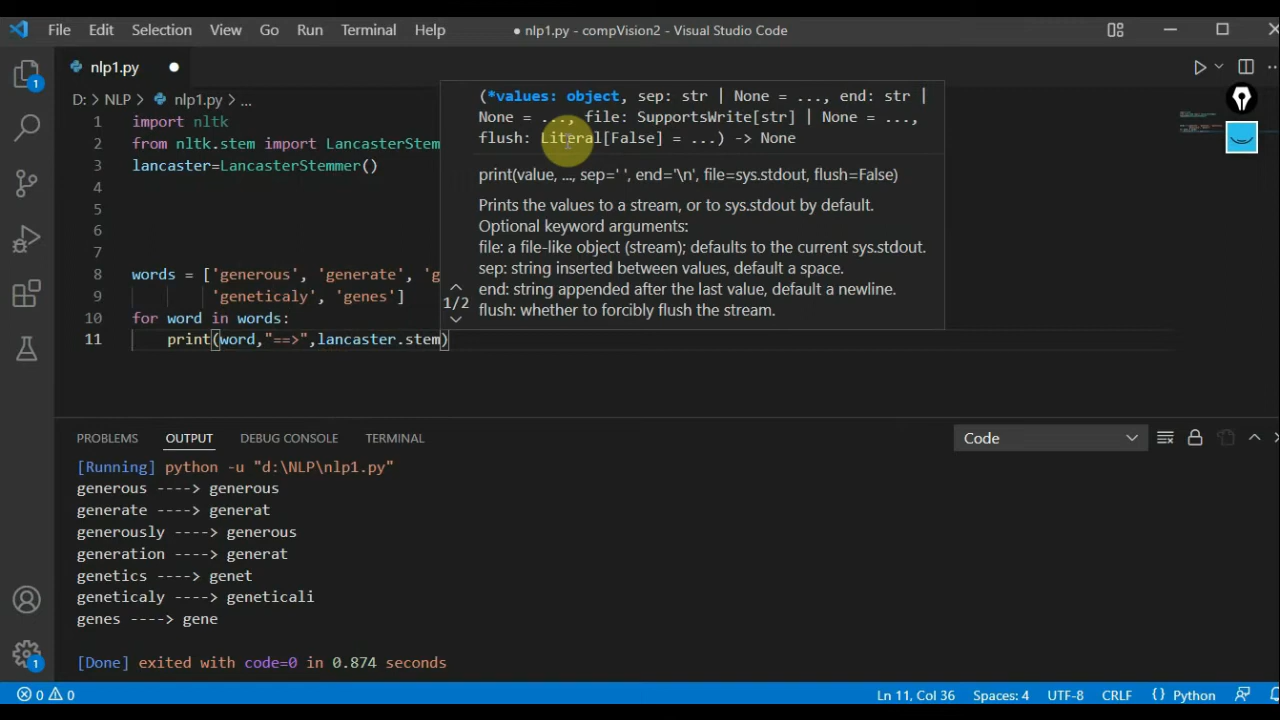 File Edit Selection View Go Run Terminal Help
● nlp1.py - compVision2 - Visual Studio Code
nlp1.py
D: > NLP > nlp1.py > ...
1 import nltk
2 from nltk.stem import LancasterStem
3 lancaster=LancasterStemmer()
4
5
6
7
8 words = ['generous', 'generate', 'g
9 'geneticaly', 'genes']
10 for word in words:
11 print(word,"==>",lancaster.stem)
(*values: object, sep: str | None = ..., end: str |
None = ..., file: SupportsWrite[str] | None = ...,
flush: Literal[False] = ...) -> None
print(value, ..., sep=' ', end='\n', file=sys.stdout, flush=False)
Prints the values to a stream, or to sys.stdout by default.
Optional keyword arguments:
file: a file-like object (stream); defaults to the current sys.stdout.
sep: string inserted between values, default a space.
end: string appended after the last value, default a newline.
flush: whether to forcibly flush the stream.
1/2
PROBLEMS OUTPUT DEBUG CONSOLE TERMINAL
Code
[Running] python -u "d:\NLP\nlp1.py"
generous ----> generous
generate ----> generat
generously ----> generous
generation ----> generat
genetics ----> genet
geneticaly ----> geneticali
genes ----> gene
[Done] exited with code=0 in 0.874 seconds
1
1
0 0
Ln 11, Col 36 Spaces: 4 UTF-8 CRLF {} Python